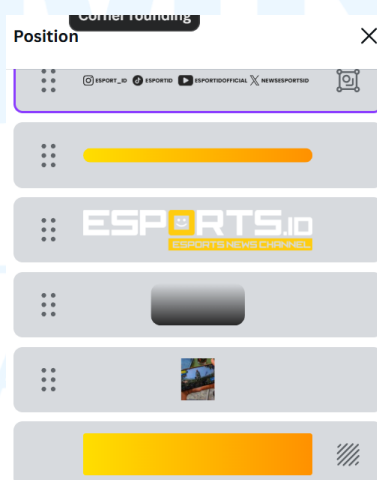 Corner rounding
Position
ESPORT_ID ESPORTID ESPORTIDOFFICIAL NEWSESPORTSID
ESPORTS.ID
ESPORTS NEWS CHANNEL